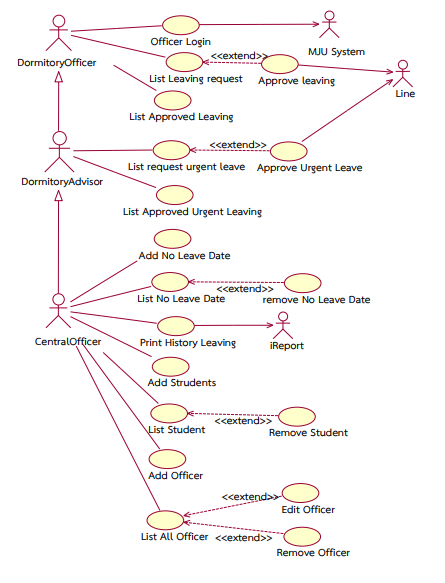 Officer Login
MJU System
DormitoryOfficer
<<extend>>
List Leaving request
Approve leaving
Line
List Approved Leaving
<<extend>>
List request urgent leave
Approve Urgent Leave
DormitoryAdvisor
List Approved Urgent Leaving
Add No Leave Date
<<extend>>
List No Leave Date
remove No Leave Date
CentralOfficer
Print History Leaving
iReport
Add Strudents
List Student
<<extend>>
Remove Student
Add Officer
<<extend>>
Edit Officer
List All Officer
<<extend>>
Remove Officer